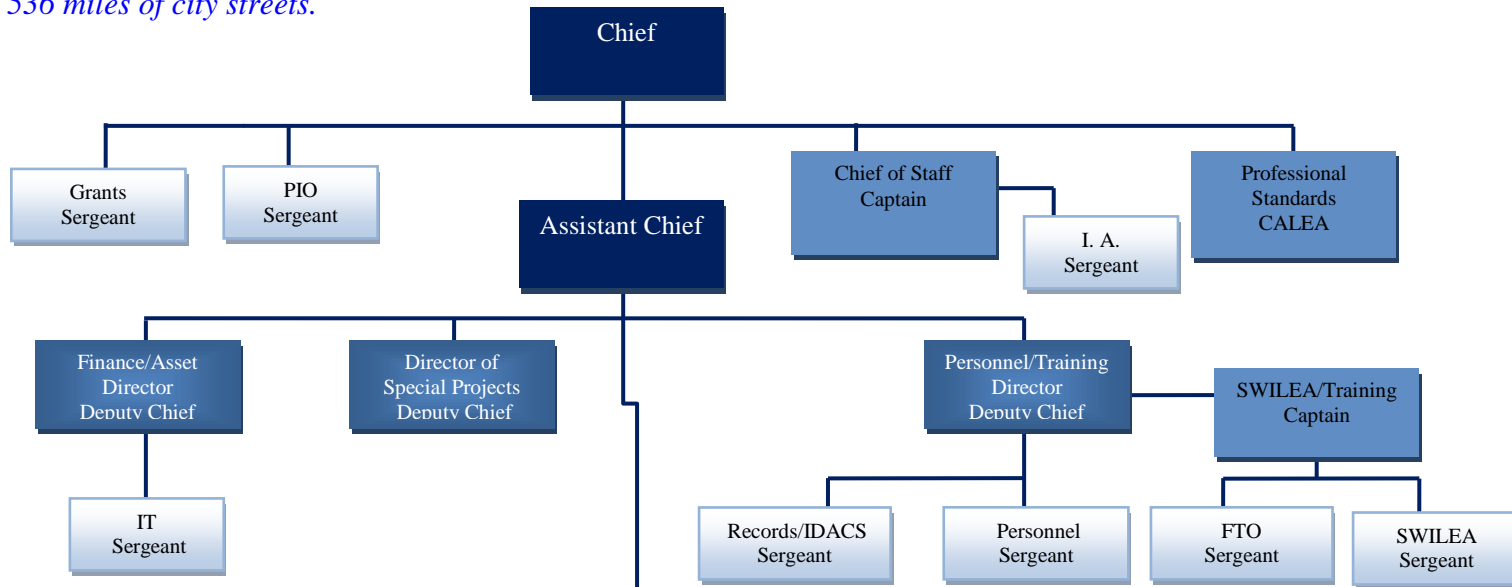 536 miles of city streets.
Chief
Grants
Sergeant
PIO
Sergeant
Chief of Staff
Captain
Professional
Standards
CALEA
Assistant Chief
I. A.
Sergeant
Finance/Asset
Director
Deputy Chief
Director of
Special Projects
Deputy Chief
Personnel/Training
Director
Deputy Chief
SWILEA/Training
Captain
IT
Sergeant
Records/IDACS
Sergeant
Personnel
Sergeant
FTO
Sergeant
SWILEA
Sergeant